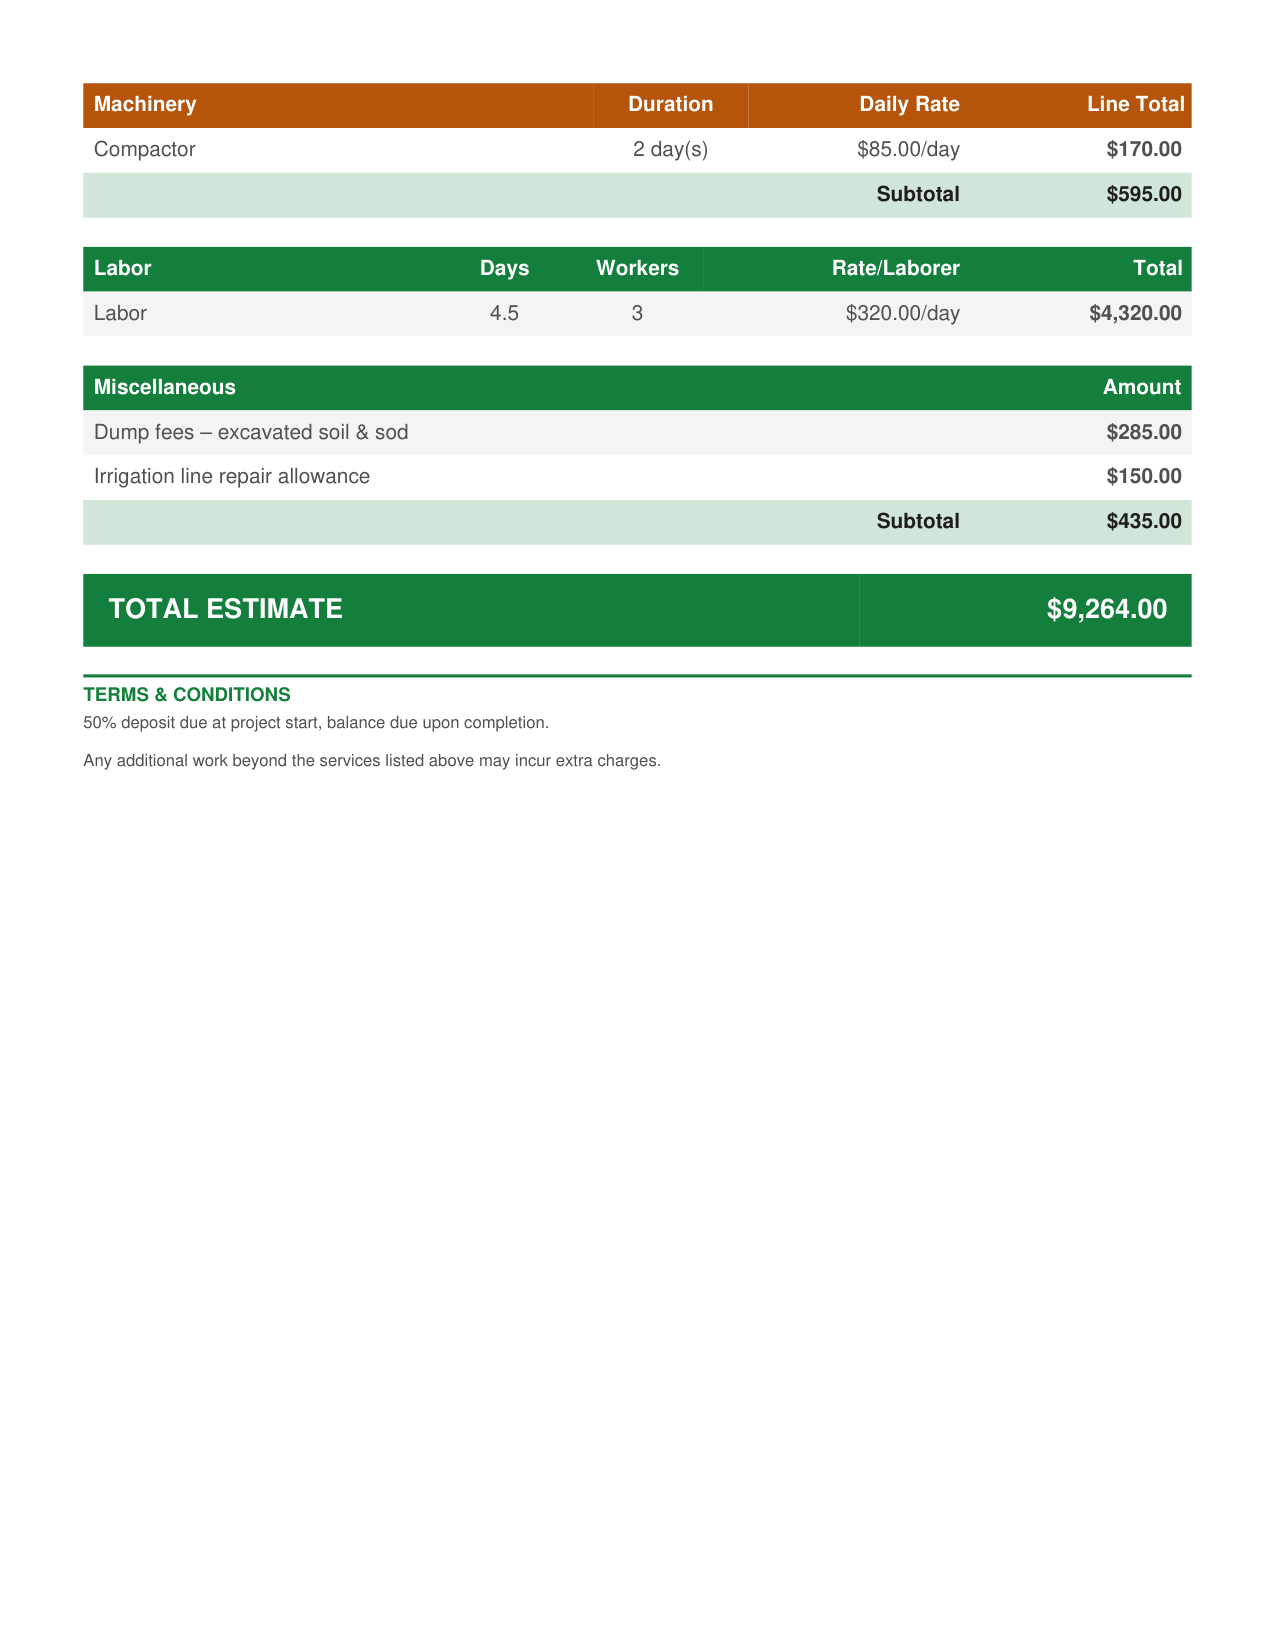 Machinery Duration Daily Rate Line Total
Compactor 2 day(s) $85.00/day $170.00
Subtotal $595.00
Labor Days Workers Rate/Laborer Total
Labor 4.5 3 $320.00/day $4,320.00
Miscellaneous Amount
Dump fees – excavated soil & sod $285.00
Irrigation line repair allowance $150.00
Subtotal $435.00
TOTAL ESTIMATE $9,264.00
TERMS & CONDITIONS
50% deposit due at project start, balance due upon completion.
Any additional work beyond the services listed above may incur extra charges.